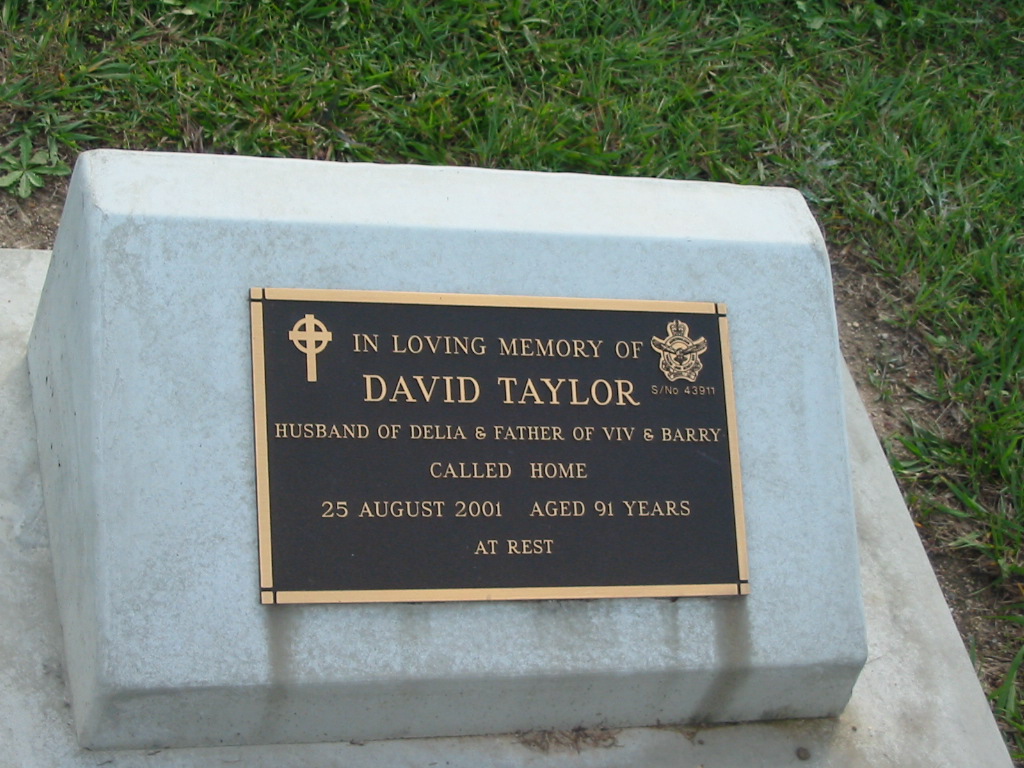 IN LOVING MEMORY OF
DAVID TAYLOR
S/No 43911
HUSBAND OF DELIA & FATHER OF VIV & BARRY
CALLED HOME
25 AUGUST 2001 AGED 91 YEARS
AT REST